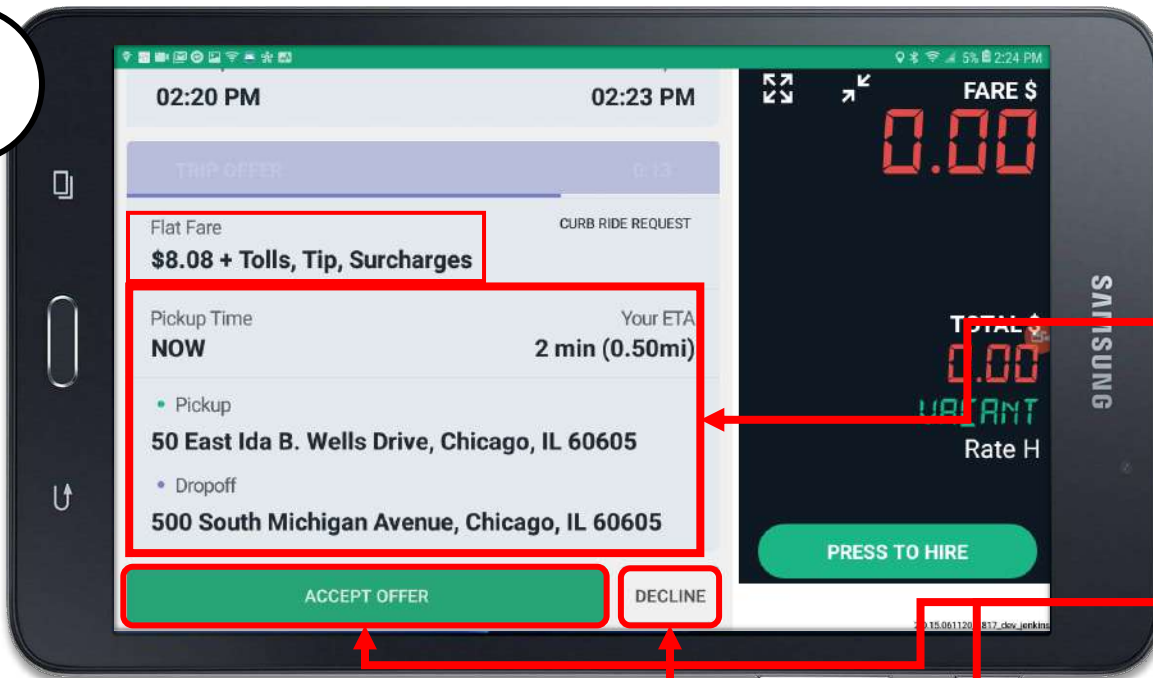 5% 2:24 PM
02:20 PM 02:23 PM
TRIP OFFER 0:13
Flat Fare CURB RIDE REQUEST
$8.08 + Tolls, Tip, Surcharges
Pickup Time Your ETA
NOW 2 min (0.50mi)
• Pickup
50 East Ida B. Wells Drive, Chicago, IL 60605
• Dropoff
500 South Michigan Avenue, Chicago, IL 60605
ACCEPT OFFER DECLINE
FARE $
0.00
TOTAL $
0.00
VACANT
Rate H
PRESS TO HIRE
SAMSUNG